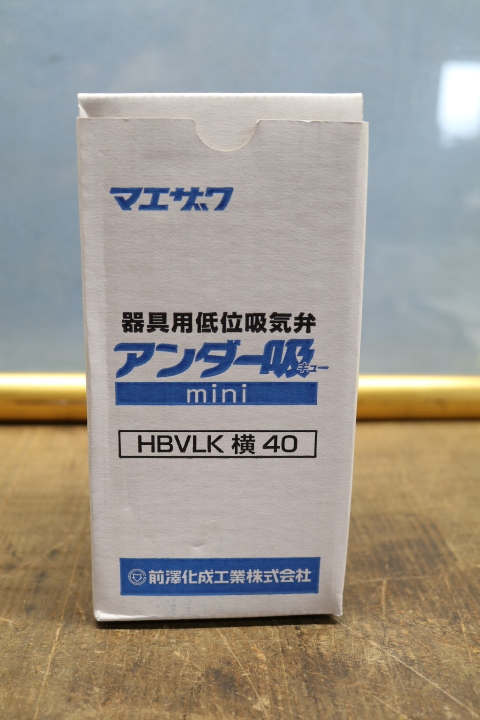 マエザワ
器具用低位吸気弁
アンダー吸
キュー
mini
HBVLK 横 40
前澤化成工業株式会社